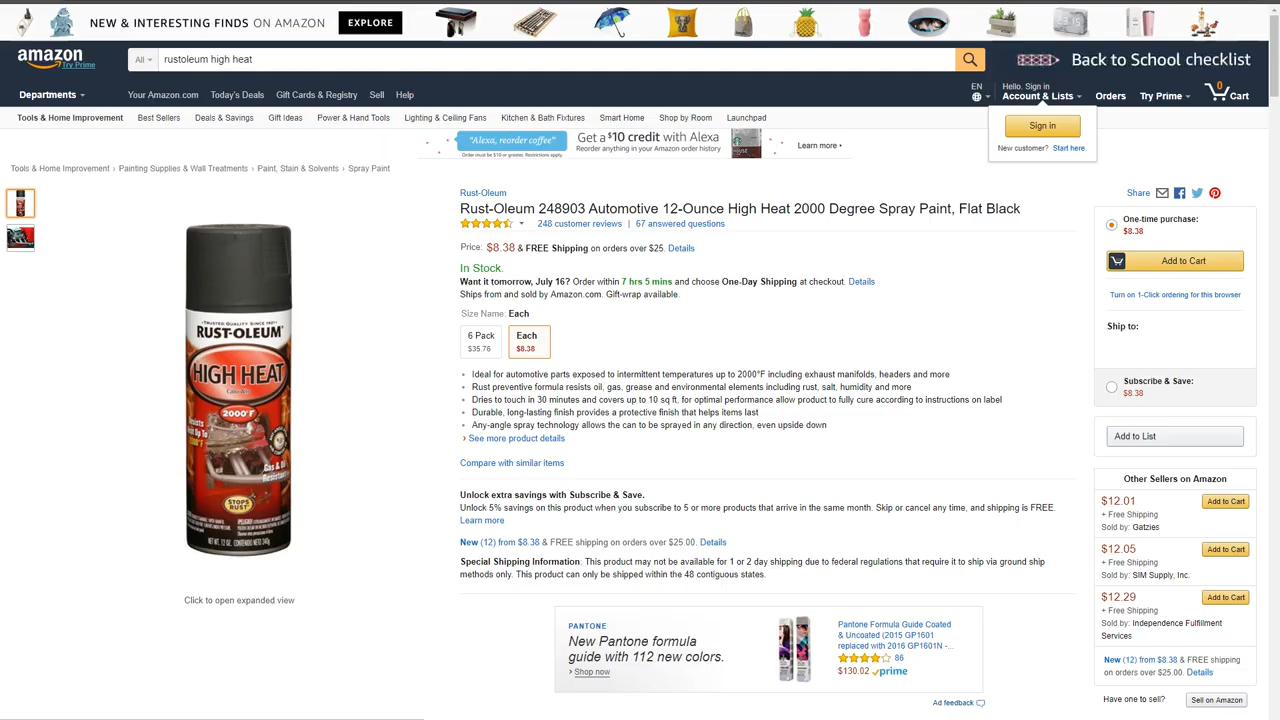 NEW & INTERESTING FINDS ON AMAZON EXPLORE
amazon
Try Prime
All
rustoleum high heat
Back to School checklist
Departments
Your Amazon.com Today's Deals Gift Cards & Registry Sell Help
EN
Hello. Sign in
Account & Lists Orders Try Prime 0 Cart
Tools & Home Improvement Best Sellers Deals & Savings Gift Ideas Power & Hand Tools Lighting & Ceiling Fans Kitchen & Bath Fixtures Smart Home Shop by Room Launchpad
Sign in
New customer? Start here.
"Alexa, reorder coffee"
Order must be $10 or greater. Restrictions apply.
Get a $10 credit with Alexa
Reorder anything in your Amazon order history
Learn more ›
Tools & Home Improvement › Painting Supplies & Wall Treatments › Paint, Stain & Solvents › Spray Paint
Rust-Oleum
Rust-Oleum 248903 Automotive 12-Ounce High Heat 2000 Degree Spray Paint, Flat Black
248 customer reviews | 67 answered questions
Price: $8.38 & FREE Shipping on orders over $25. Details
In Stock.
Want it tomorrow, July 16? Order within 7 hrs 5 mins and choose One-Day Shipping at checkout. Details
Ships from and sold by Amazon.com. Gift-wrap available.
Size Name: Each
6 Pack
$35.76
Each
$8.38
Ideal for automotive parts exposed to intermittent temperatures up to 2000°F including exhaust manifolds, headers and more
Rust preventive formula resists oil, gas, grease and environmental elements including rust, salt, humidity and more
Dries to touch in 30 minutes and covers up to 10 sq ft. for optimal performance allow product to fully cure according to instructions on label
Durable, long-lasting finish provides a protective finish that helps items last
Any-angle spray technology allows the can to be sprayed in any direction, even upside down
› See more product details
Compare with similar items
Unlock extra savings with Subscribe & Save.
Unlock 5% savings on this product when you subscribe to 5 or more products that arrive in the same month. Skip or cancel any time, and shipping is FREE.
Learn more
New (12) from $8.38 & FREE shipping on orders over $25.00. Details
Special Shipping Information: This product may not be available for 1 or 2 day shipping due to federal regulations that require it to ship via ground ship
methods only. This product can only be shipped within the 48 contiguous states.
TRUSTED QUALITY SINCE 1921
RUST-OLEUM
HIGH HEAT
2000°F
Gas & Oil
Resistant
STOPS
RUST
NET WT. 12 OZ. CONTENIDO NETO 340g
Click to open expanded view
PANTONE
New Pantone formula
guide with 112 new colors.
› Shop now
Pantone Formula Guide Coated
& Uncoated (2015 GP1601
replaced with 2016 GP1601N -...
86
$130.02 prime
Ad feedback
Share
One-time purchase:
$8.38
Add to Cart
Turn on 1-Click ordering for this browser
Ship to:
Subscribe & Save:
$8.38
Add to List
Other Sellers on Amazon
$12.01 Add to Cart
+ Free Shipping
Sold by: Gatzies
$12.05 Add to Cart
+ Free Shipping
Sold by: SIM Supply, Inc.
$12.29 Add to Cart
+ Free Shipping
Sold by: Independence Fulfillment
Services
New (12) from $8.38 & FREE shipping
on orders over $25.00. Details
Have one to sell? Sell on Amazon